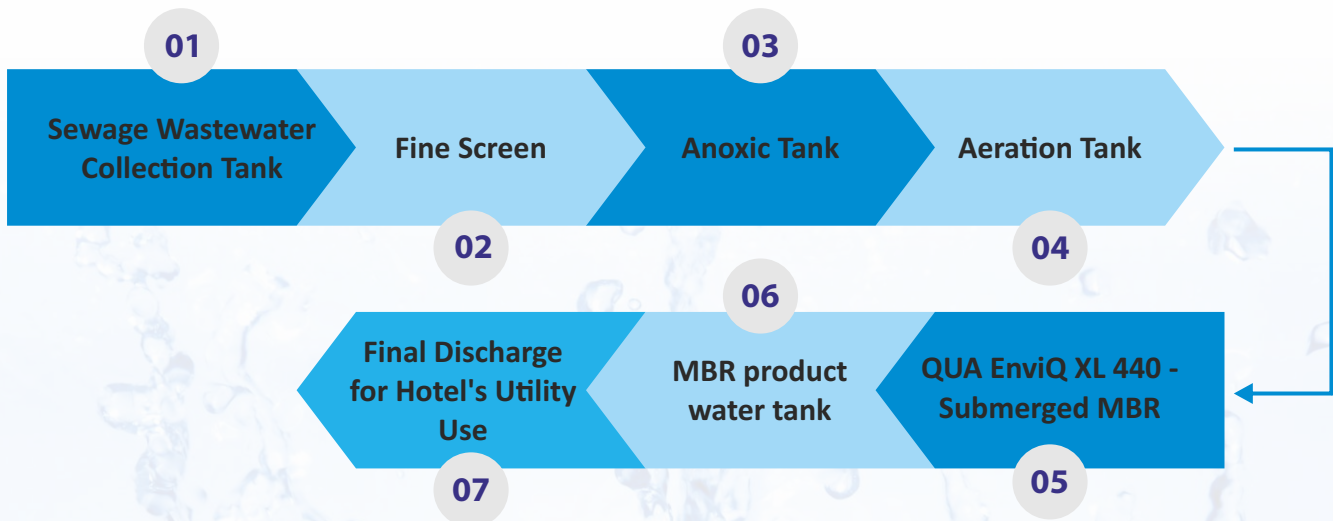 01
Sewage Wastewater
Collection Tank
02
Fine Screen
03
Anoxic Tank
04
Aeration Tank
05
QUA EnviQ XL 440 -
Submerged MBR
06
MBR product
water tank
07
Final Discharge
for Hotel's Utility
Use